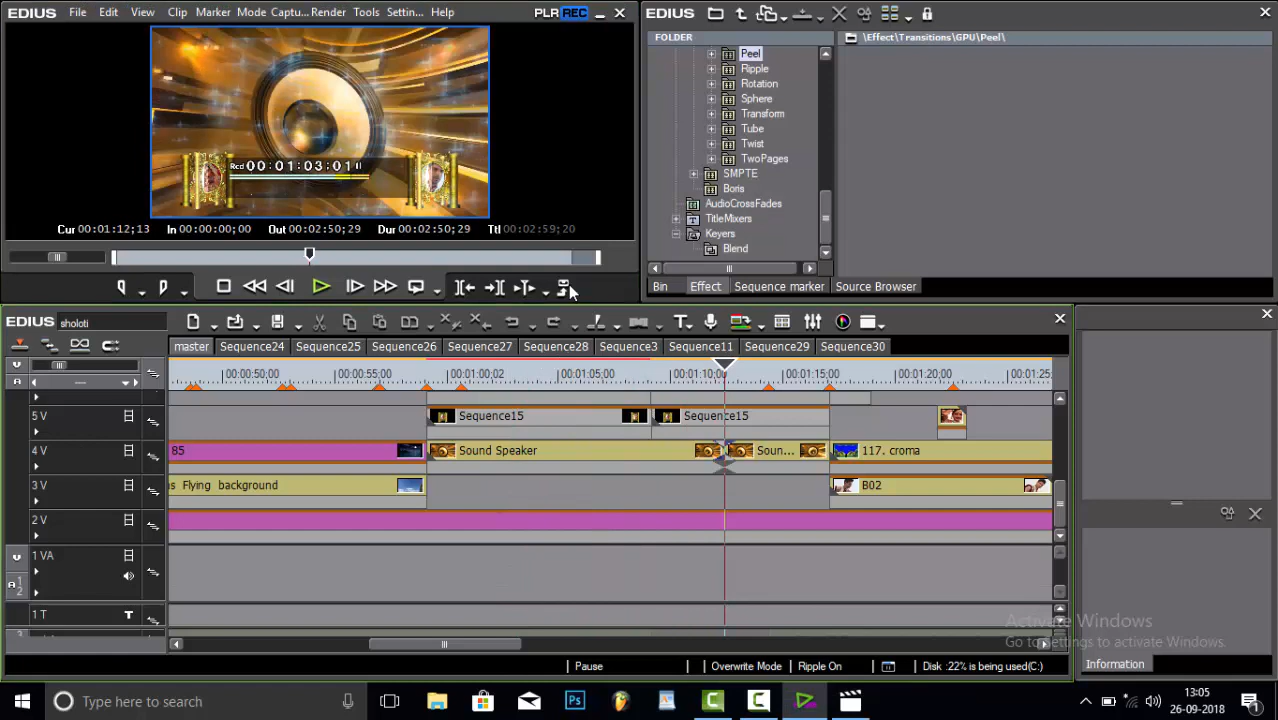 EDIUS File Edit View Clip Marker Mode Captu... Render Tools Settin... Help PLR REC
Rcd 00:01:03:01
Cur 00:01:12;13 In 00:00:00;00 Out 00:02:50;29 Dur 00:02:50;29 Ttl 00:02:59;20
EDIUS
FOLDER
\Effect\Transitions\GPU\Peel\
Peel
Ripple
Rotation
Sphere
Transform
Tube
Twist
TwoPages
SMPTE
Boris
AudioCrossFades
TitleMixers
Keyers
Blend
Bin Effect Sequence marker Source Browser
EDIUS sholoti
master Sequence24 Sequence25 Sequence26 Sequence27 Sequence28 Sequence3 Sequence11 Sequence29 Sequence30
00:00:50;00 00:00:55;00 00:01:00;02 00:01:05;00 00:01:10;00 00:01:15;00 00:01:20;00 00:01:25;
5 V Sequence15 Sequence15
4 V 85 Sound Speaker Soun... 117. croma
3 V s Flying background B02
2 V
1 VA
A 1 2
1 T T
Activate Windows
Go to Settings to activate Windows.
Pause Overwrite Mode Ripple On Disk :22% is being used(C:)
Information
Type here to search
Ps
13:05
26-09-2018